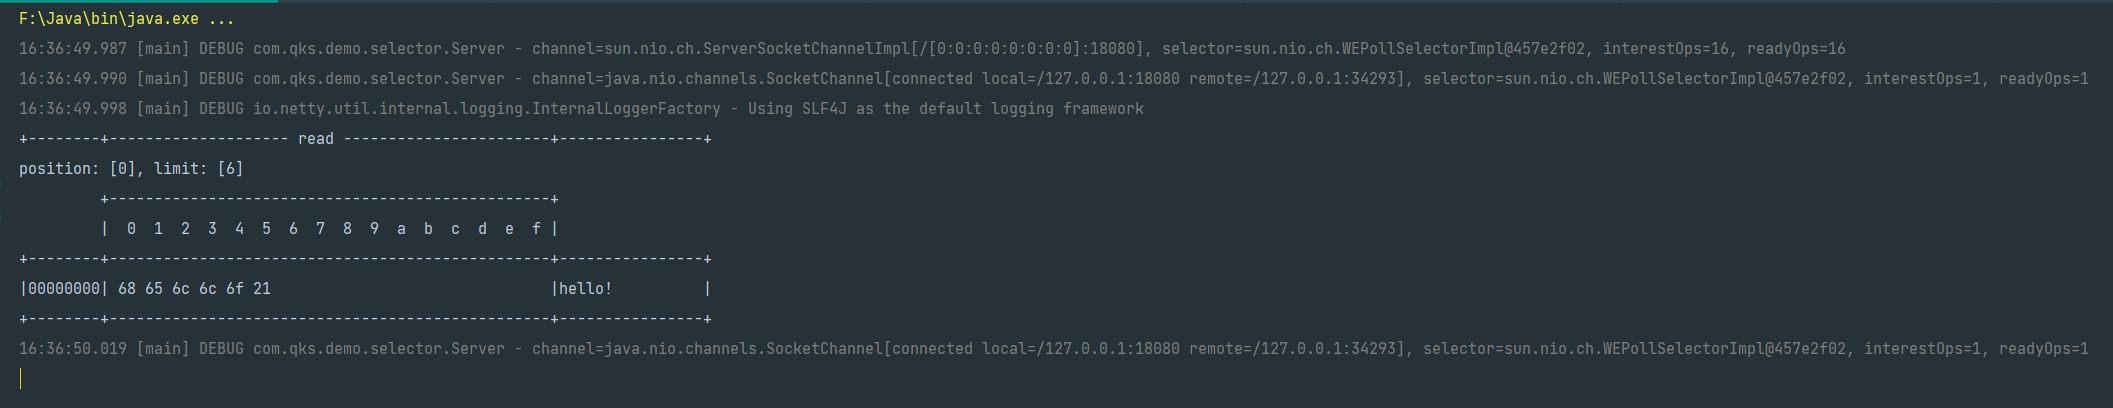 F:\Java\bin\java.exe ...
16:36:49.987 [main] DEBUG com.qks.demo.selector.Server - channel=sun.nio.ch.ServerSocketChannelImpl[/[0:0:0:0:0:0:0:0]:18080], selector=sun.nio.ch.WEPollSelectorImpl@457e2f02, interestOps=16, readyOps=16
16:36:49.990 [main] DEBUG com.qks.demo.selector.Server - channel=java.nio.channels.SocketChannel[connected local=/127.0.0.1:18080 remote=/127.0.0.1:34293], selector=sun.nio.ch.WEPollSelectorImpl@457e2f02, interestOps=1, readyOps=1
16:36:49.998 [main] DEBUG io.netty.util.internal.logging.InternalLoggerFactory - Using SLF4J as the default logging framework
+--------+-------------------- read -----------------------+----------------+
position: [0], limit: [6]
         +-------------------------------------------------+
         |  0  1  2  3  4  5  6  7  8  9  a  b  c  d  e  f |
+--------+-------------------------------------------------+----------------+
|00000000| 68 65 6c 6c 6f 21                               |hello!          |
+--------+-------------------------------------------------+----------------+
16:36:50.019 [main] DEBUG com.qks.demo.selector.Server - channel=java.nio.channels.SocketChannel[connected local=/127.0.0.1:18080 remote=/127.0.0.1:34293], selector=sun.nio.ch.WEPollSelectorImpl@457e2f02, interestOps=1, readyOps=1